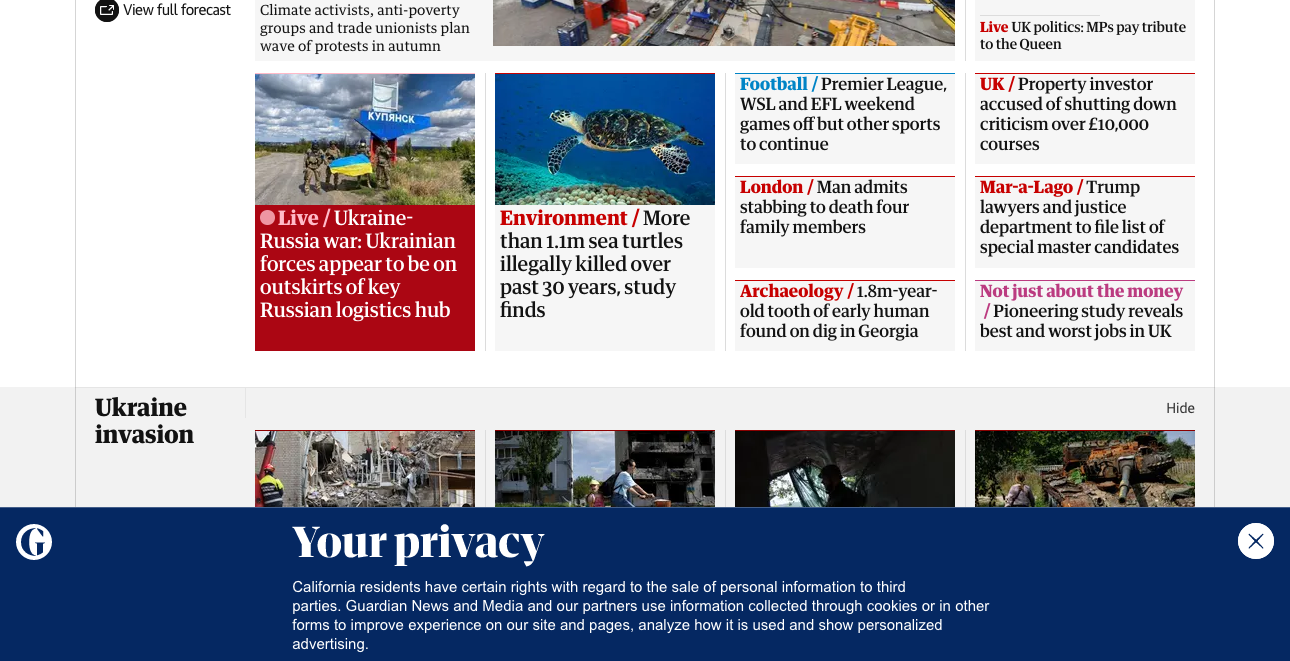 View full forecast
Climate activists, anti-poverty
groups and trade unionists plan
wave of protests in autumn
Live UK politics: MPs pay tribute
to the Queen
КУПЯНСК
Live / Ukraine-
Russia war: Ukrainian
forces appear to be on
outskirts of key
Russian logistics hub
Environment / More
than 1.1m sea turtles
illegally killed over
past 30 years, study
finds
Football / Premier League,
WSL and EFL weekend
games off but other sports
to continue
London / Man admits
stabbing to death four
family members
Archaeology / 1.8m-year-
old tooth of early human
found on dig in Georgia
UK / Property investor
accused of shutting down
criticism over £10,000
courses
Mar-a-Lago / Trump
lawyers and justice
department to file list of
special master candidates
Not just about the money
/ Pioneering study reveals
best and worst jobs in UK
Ukraine
invasion
Hide
G
Your privacy
California residents have certain rights with regard to the sale of personal information to third
parties. Guardian News and Media and our partners use information collected through cookies or in other
forms to improve experience on our site and pages, analyze how it is used and show personalized
advertising.